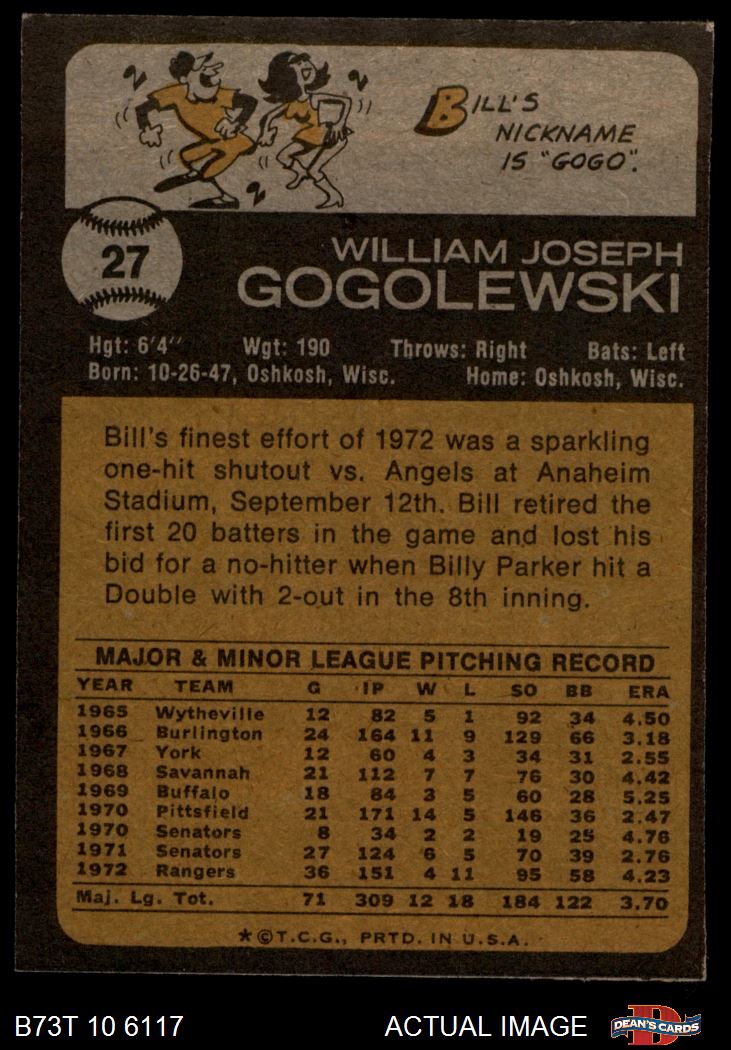 2
2
2
BILL'S
NICKNAME
IS "GOGO".
27
WILLIAM JOSEPH
GOGOLEWSKI
Hgt: 6'4" Wgt: 190 Throws: Right Bats: Left
Born: 10-26-47, Oshkosh, Wisc. Home: Oshkosh, Wisc.
Bill's finest effort of 1972 was a sparkling
one-hit shutout vs. Angels at Anaheim
Stadium, September 12th. Bill retired the
first 20 batters in the game and lost his
bid for a no-hitter when Billy Parker hit a
Double with 2-out in the 8th inning.
MAJOR & MINOR LEAGUE PITCHING RECORD
YEAR TEAM G IP W L SO BB ERA
1965 Wytheville 12 82 5 1 92 34 4.50
1966 Burlington 24 164 11 9 129 66 3.18
1967 York 12 60 4 3 34 31 2.55
1968 Savannah 21 112 7 7 76 30 4.42
1969 Buffalo 18 84 3 5 60 28 5.25
1970 Pittsfield 21 171 14 5 146 36 2.47
1970 Senators 8 34 2 2 19 25 4.76
1971 Senators 27 124 6 5 70 39 2.76
1972 Rangers 36 151 4 11 95 58 4.23
Maj. Lg. Tot. 71 309 12 18 184 122 3.70
*©T.C.G., PRTD. IN U.S.A.
B73T 10 6117 ACTUAL IMAGE D DEAN'S CARDS